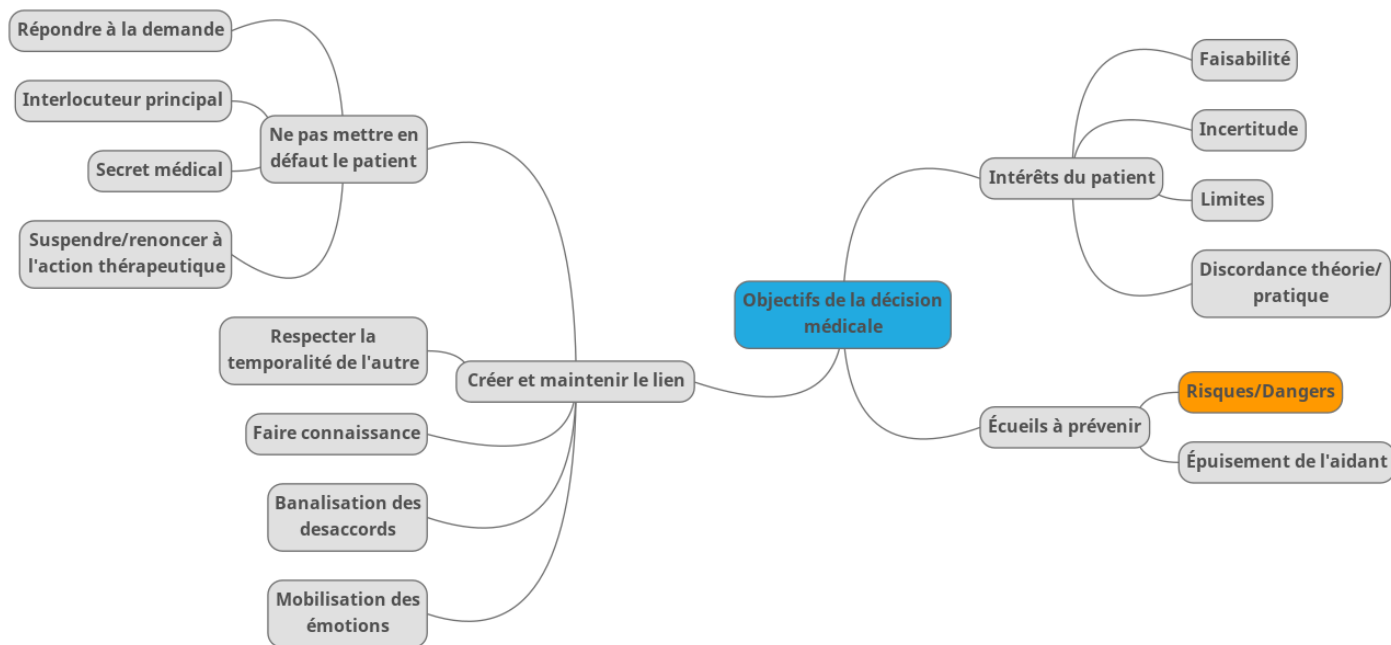 Répondre à la demande
Interlocuteur principal
Secret médical
Suspendre/renoncer à
l'action thérapeutique
Ne pas mettre en
défaut le patient
Respecter la
temporalité de l'autre
Faire connaissance
Banalisation des
desaccords
Mobilisation des
émotions
Créer et maintenir le lien
Objectifs de la décision
médicale
Intérêts du patient
Faisabilité
Incertitude
Limites
Discordance théorie/
pratique
Écueils à prévenir
Risques/Dangers
Épuisement de l'aidant